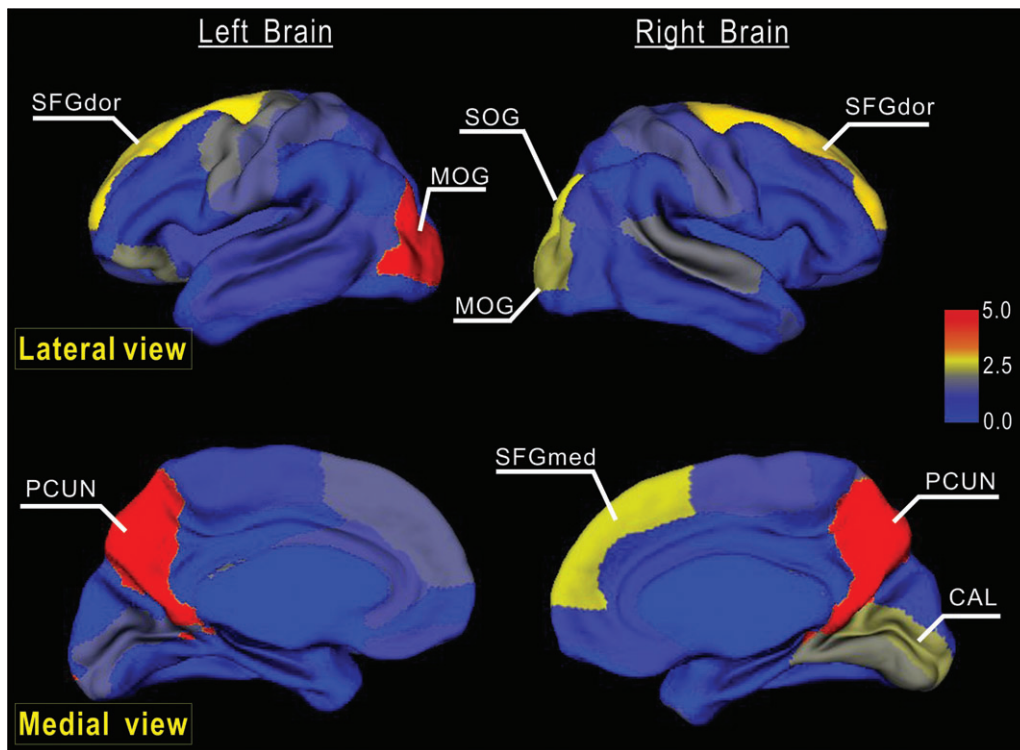 Left Brain
Right Brain
SFGdor
SOG
SFGdor
MOG
MOG
Lateral view
5.0
2.5
0.0
PCUN
SFGmed
PCUN
CAL
Medial view